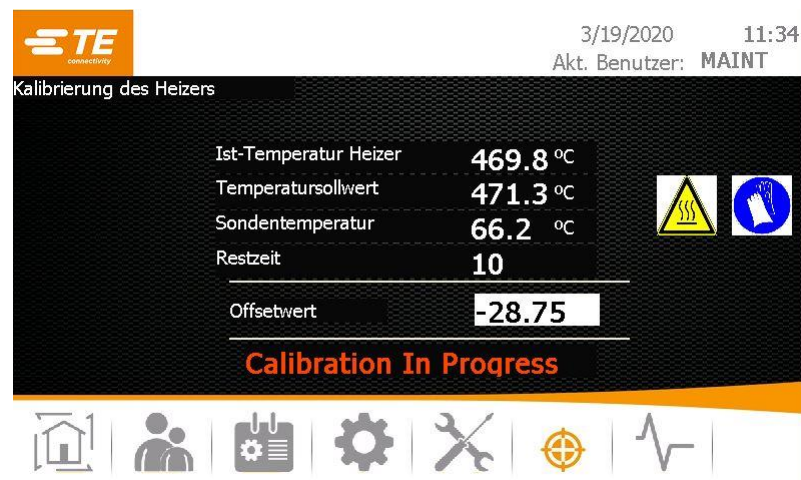 TE
connectivity
3/19/2020 11:34
Akt. Benutzer: MAINT
Kalibrierung des Heizers
Ist-Temperatur Heizer 469.8 ºC
Temperatursollwert 471.3 ºC
Sondentemperatur 66.2 ºC
Restzeit 10
Offsetwert -28.75
Calibration In Progress